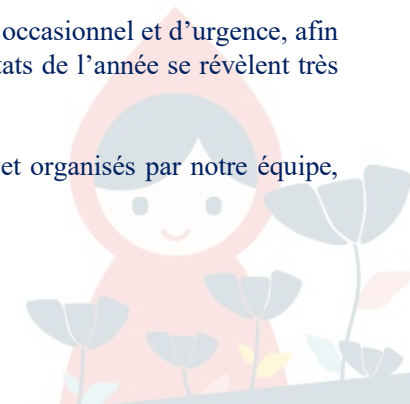 occasionnel et d’urgence, afin
tats de l’année se révèlent très
et organisés par notre équipe,